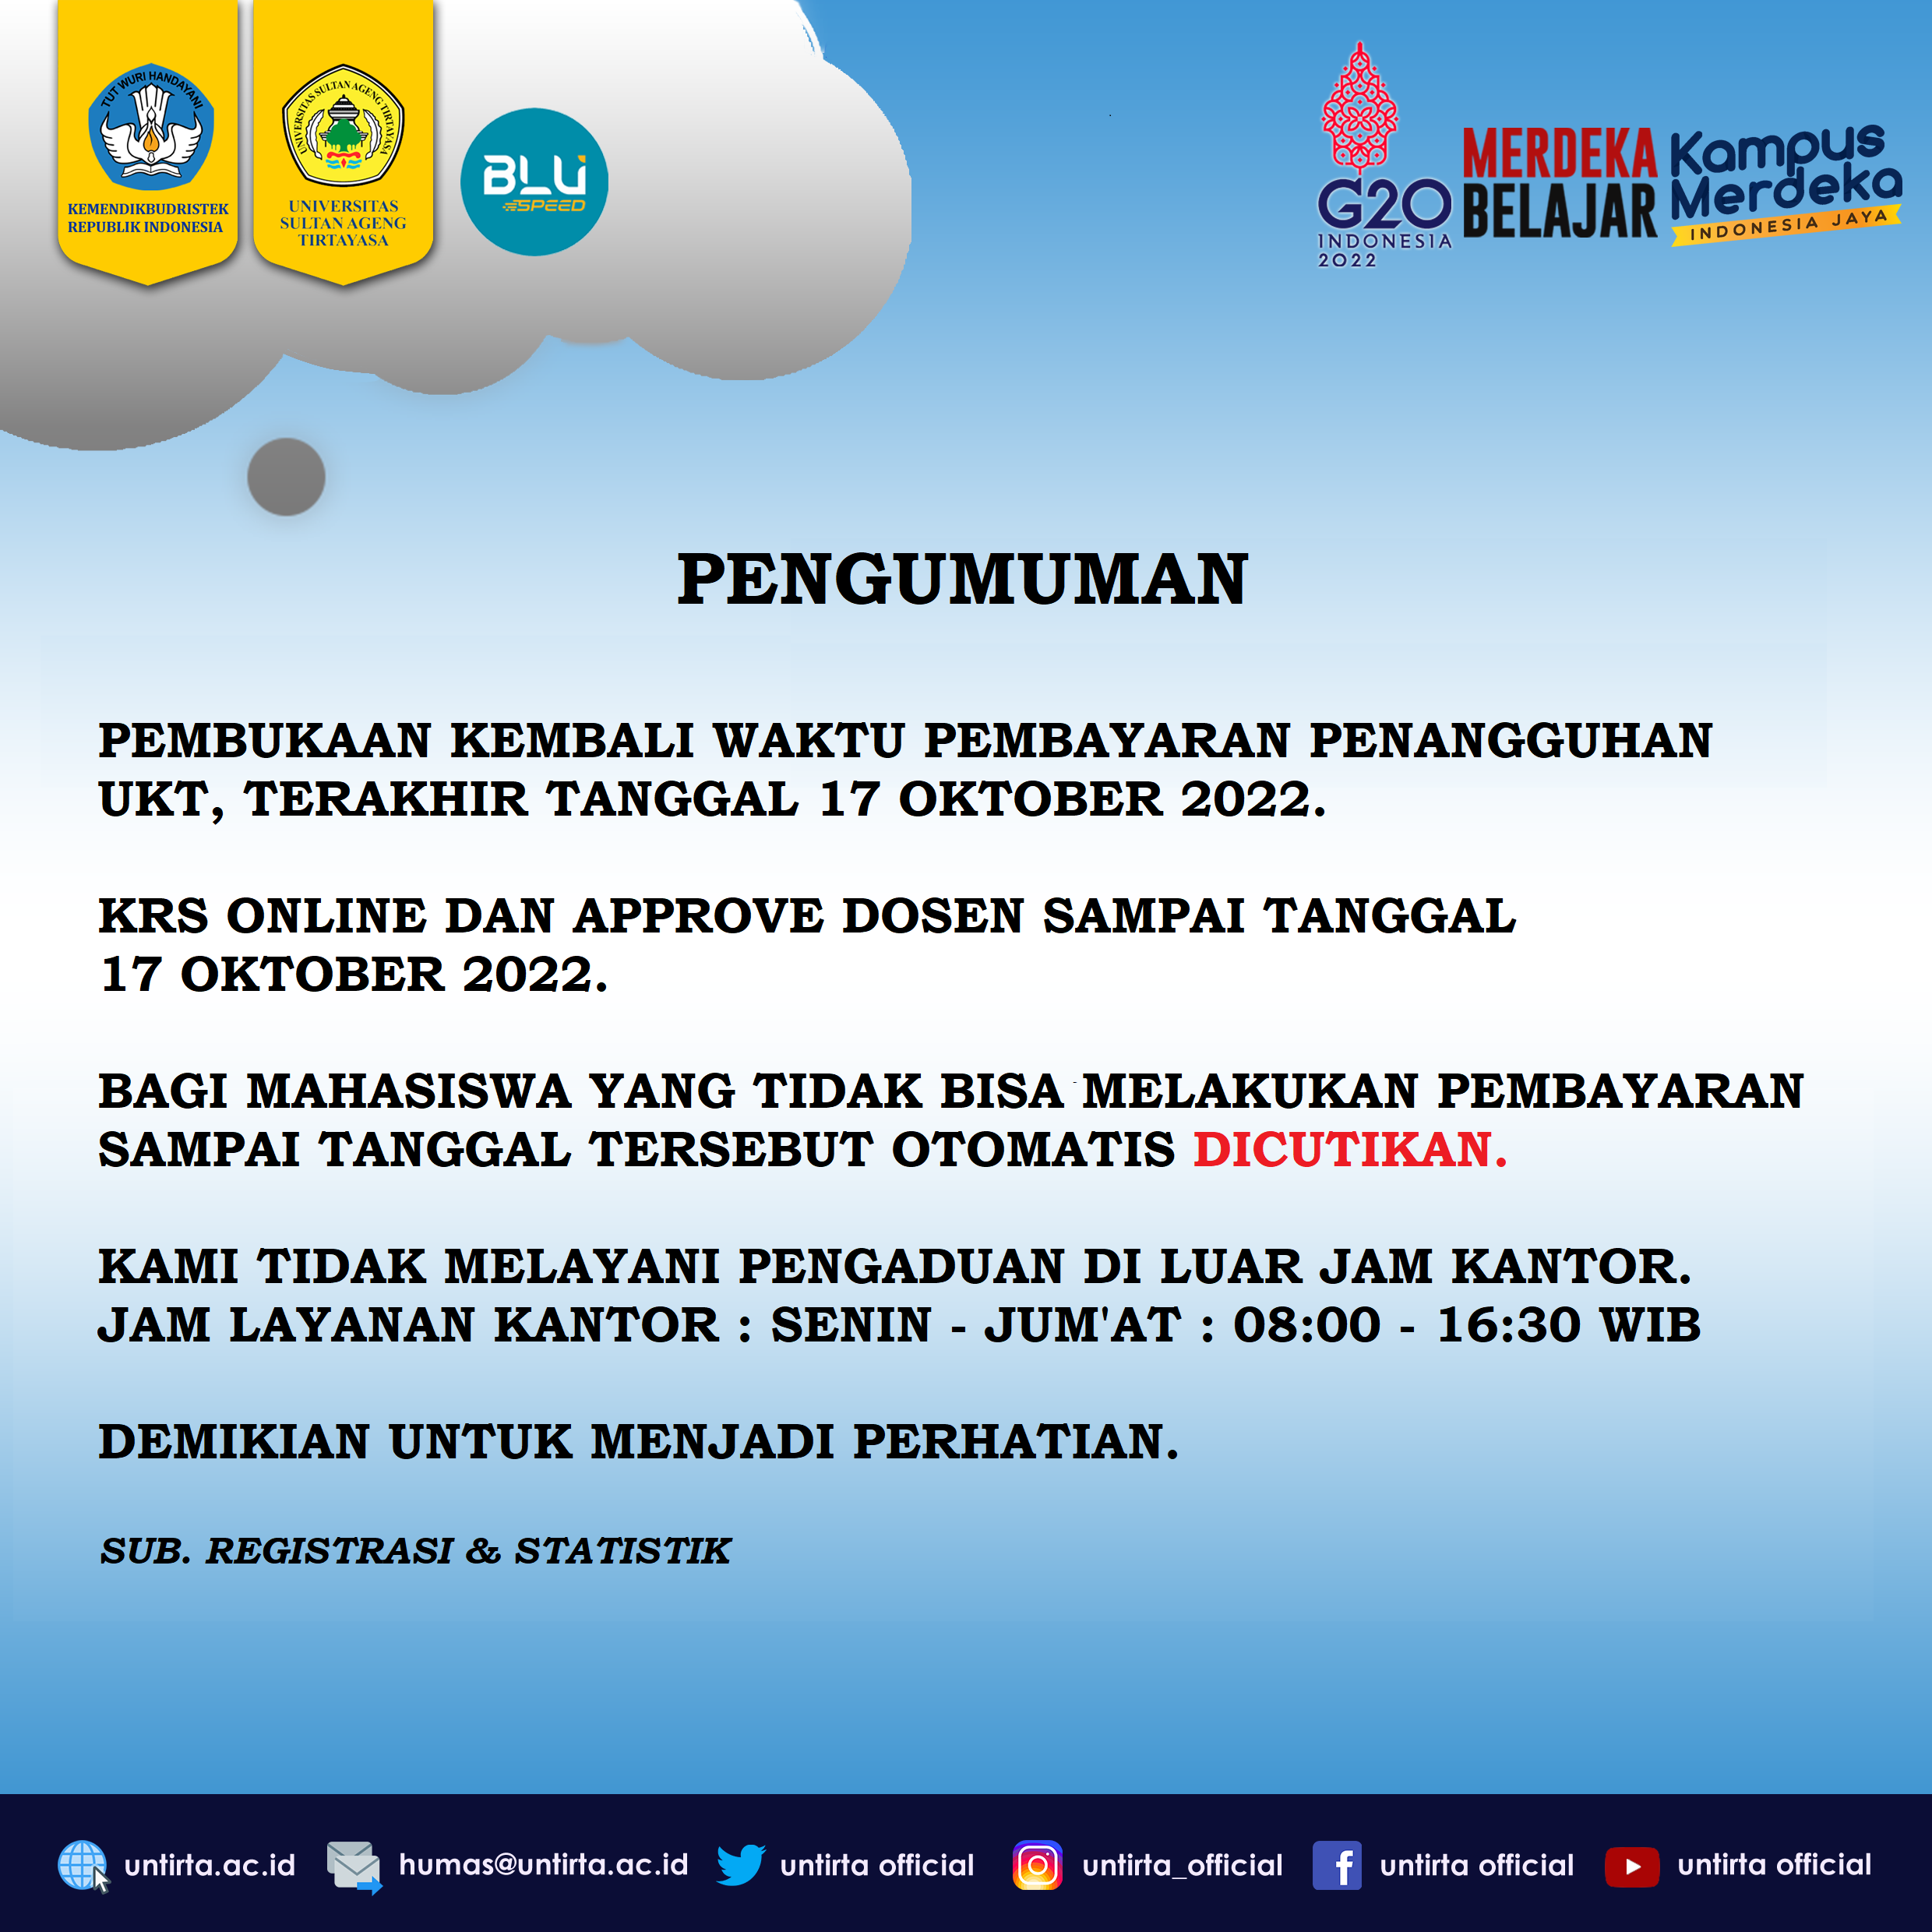 TUT WURI HANDAYANI
KEMENDIKBUDRISTEK
REPUBLIK INDONESIA
UNIVERSITAS SULTAN AGENG TIRTAYASA
UNIVERSITAS
SULTAN AGENG
TIRTAYASA
BLU
SPEED
G20
INDONESIA
2022
MERDEKA
BELAJAR
Kampus
Merdeka
INDONESIA JAYA
PENGUMUMAN
PEMBUKAAN KEMBALI WAKTU PEMBAYARAN PENANGGUHAN
UKT, TERAKHIR TANGGAL 17 OKTOBER 2022.
KRS ONLINE DAN APPROVE DOSEN SAMPAI TANGGAL
17 OKTOBER 2022.
BAGI MAHASISWA YANG TIDAK BISA MELAKUKAN PEMBAYARAN
SAMPAI TANGGAL TERSEBUT OTOMATIS DICUTIKAN.
KAMI TIDAK MELAYANI PENGADUAN DI LUAR JAM KANTOR.
JAM LAYANAN KANTOR : SENIN - JUM'AT : 08:00 - 16:30 WIB
DEMIKIAN UNTUK MENJADI PERHATIAN.
SUB. REGISTRASI & STATISTIK
untirta.ac.id
humas@untirta.ac.id
untirta official
untirta_official
untirta official
untirta official